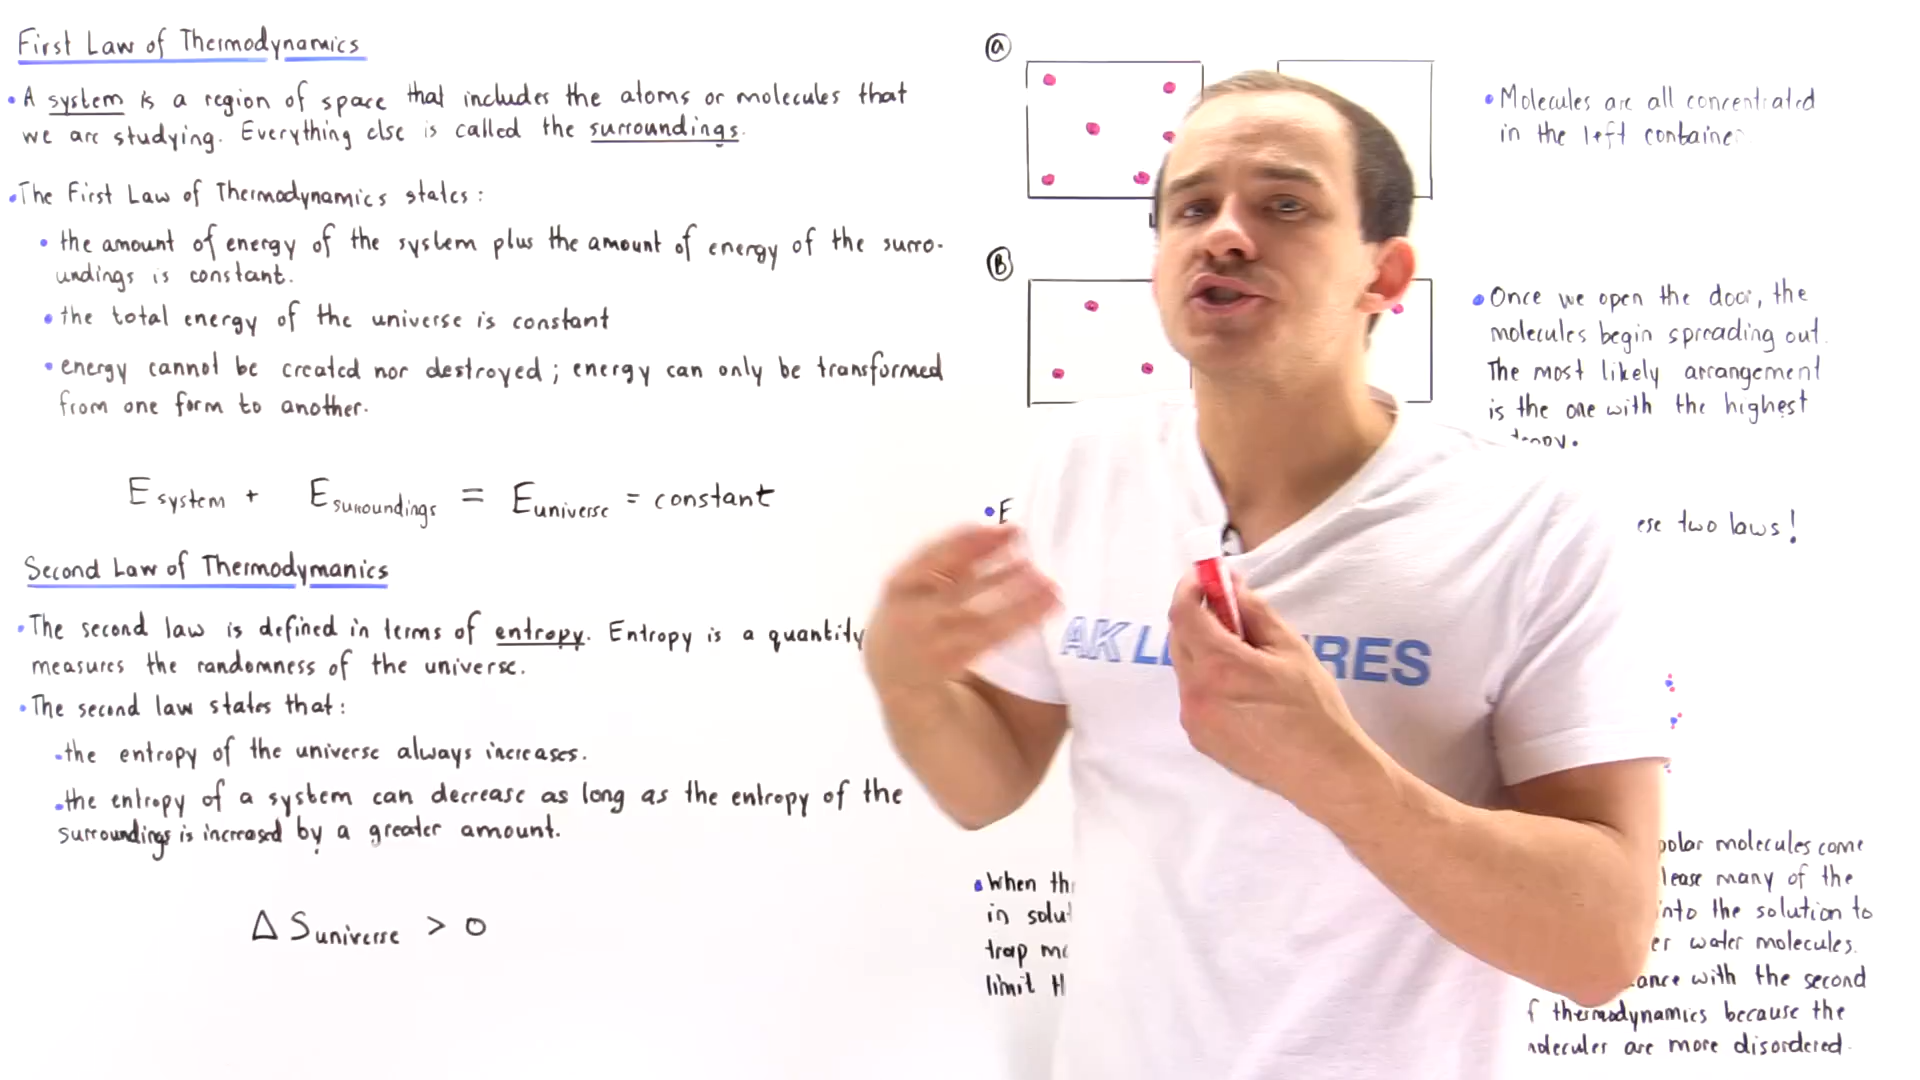 First Law of Thermodynamics
• A system is a region of space that includes the atoms or molecules that
we are studying. Everything else is called the surroundings.
• The First Law of Thermodynamics states:
• the amount of energy of the system plus the amount of energy of the surro-
undings is constant.
• the total energy of the universe is constant
• energy cannot be created nor destroyed; energy can only be transformed
from one form to another.
E system + E surroundings = E universe = constant
Second Law of Thermodymanics
• The second law is defined in terms of entropy. Entropy is a quantity
measures the randomness of the universe.
• The second law states that:
• the entropy of the universe always increases.
• the entropy of a system can decrease as long as the entropy of the
surroundings is increased by a greater amount.
Δ S universe > 0
A
• Molecules are all concentrated
in the left container
B
• Once we open the door, the
molecules begin spreading out.
The most likely arrangement
is the one with the highest
two laws!
AK LECTURES
• When
in
trap
limit
polar molecules come
many of the
into the solution to
water molecules.
with the second
thermodynamics because the
are more disordered.